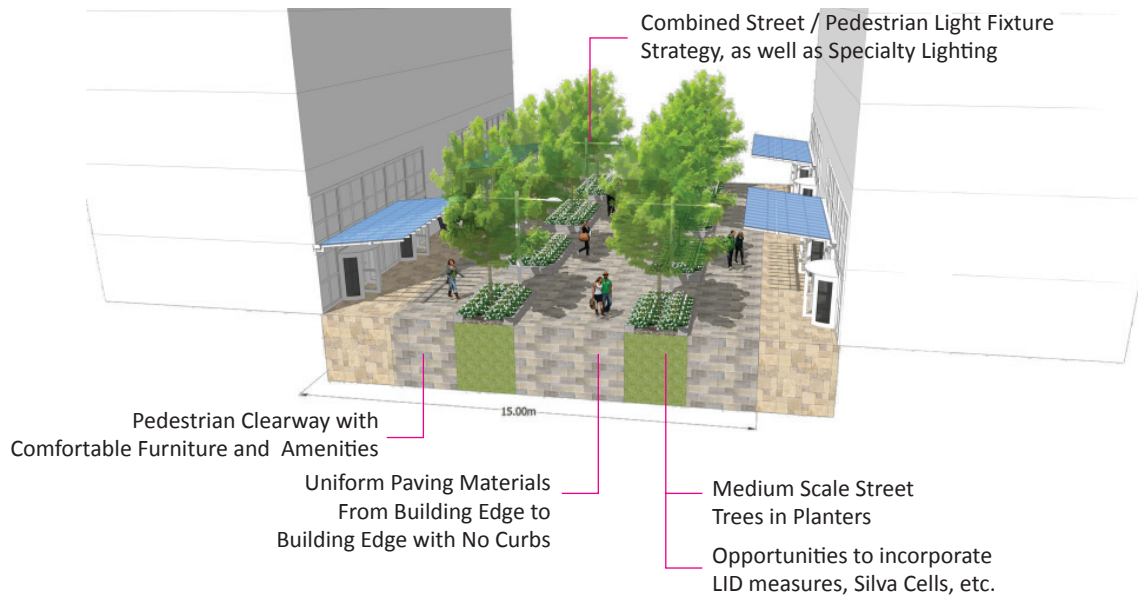 Combined Street / Pedestrian Light Fixture
Strategy, as well as Specialty Lighting
15.00m
Pedestrian Clearway with
Comfortable Furniture and Amenities
Uniform Paving Materials
From Building Edge to
Building Edge with No Curbs
Medium Scale Street
Trees in Planters
Opportunities to incorporate
LID measures, Silva Cells, etc.